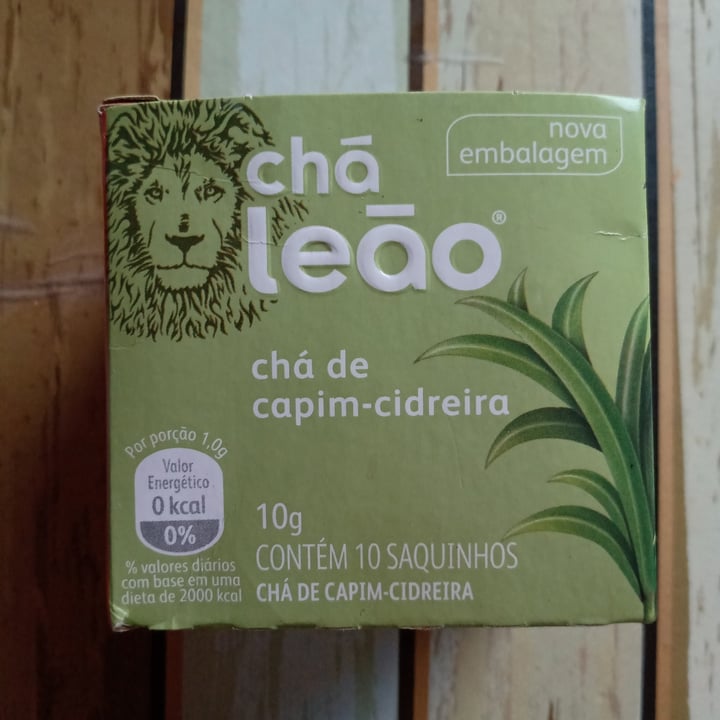 nova
embalagem
chá
leão®
chá de
capim-cidreira
Por porção 1,0g
Valor
Energético
0 kcal
0%
% valores diários
com base em uma
dieta de 2000 kcal
10g
CONTÉM 10 SAQUINHOS
CHÁ DE CAPIM-CIDREIRA